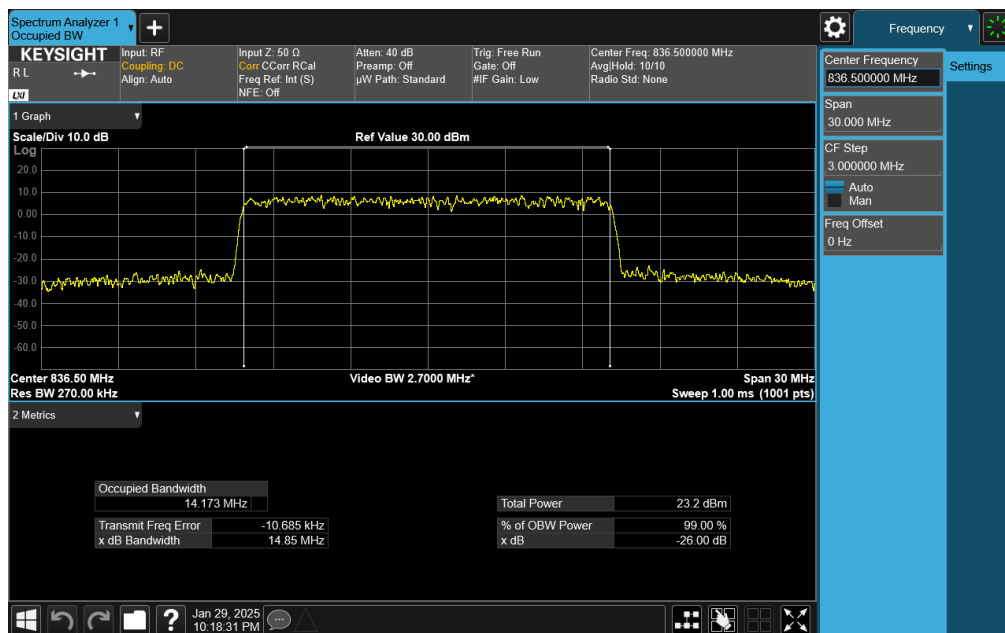 Spectrum Analyzer 1
Occupied BW
+
Frequency
KEYSIGHT
R L
LXI
Input: RF
Coupling: DC
Align: Auto
Input Z: 50 Ω
Corr CCorr RCal
Freq Ref: Int (S)
NFE: Off
Atten: 40 dB
Preamp: Off
µW Path: Standard
Trig: Free Run
Gate: Off
#IF Gain: Low
Center Freq: 836.500000 MHz
Avg|Hold: 10/10
Radio Std: None
Center Frequency
836.500000 MHz
Settings
Span
30.000 MHz
CF Step
3.000000 MHz
Auto
Man
Freq Offset
0 Hz
1 Graph
Scale/Div 10.0 dB
Ref Value 30.00 dBm
Log
20.0
10.0
0.00
-10.0
-20.0
-30.0
-40.0
-50.0
-60.0
Center 836.50 MHz
Video BW 2.7000 MHz*
Span 30 MHz
Res BW 270.00 kHz
Sweep 1.00 ms (1001 pts)
2 Metrics
Occupied Bandwidth
14.173 MHz
Total Power 23.2 dBm
Transmit Freq Error -10.685 kHz
% of OBW Power 99.00 %
x dB Bandwidth 14.85 MHz
x dB -26.00 dB
?
Jan 29, 2025
10:18:31 PM